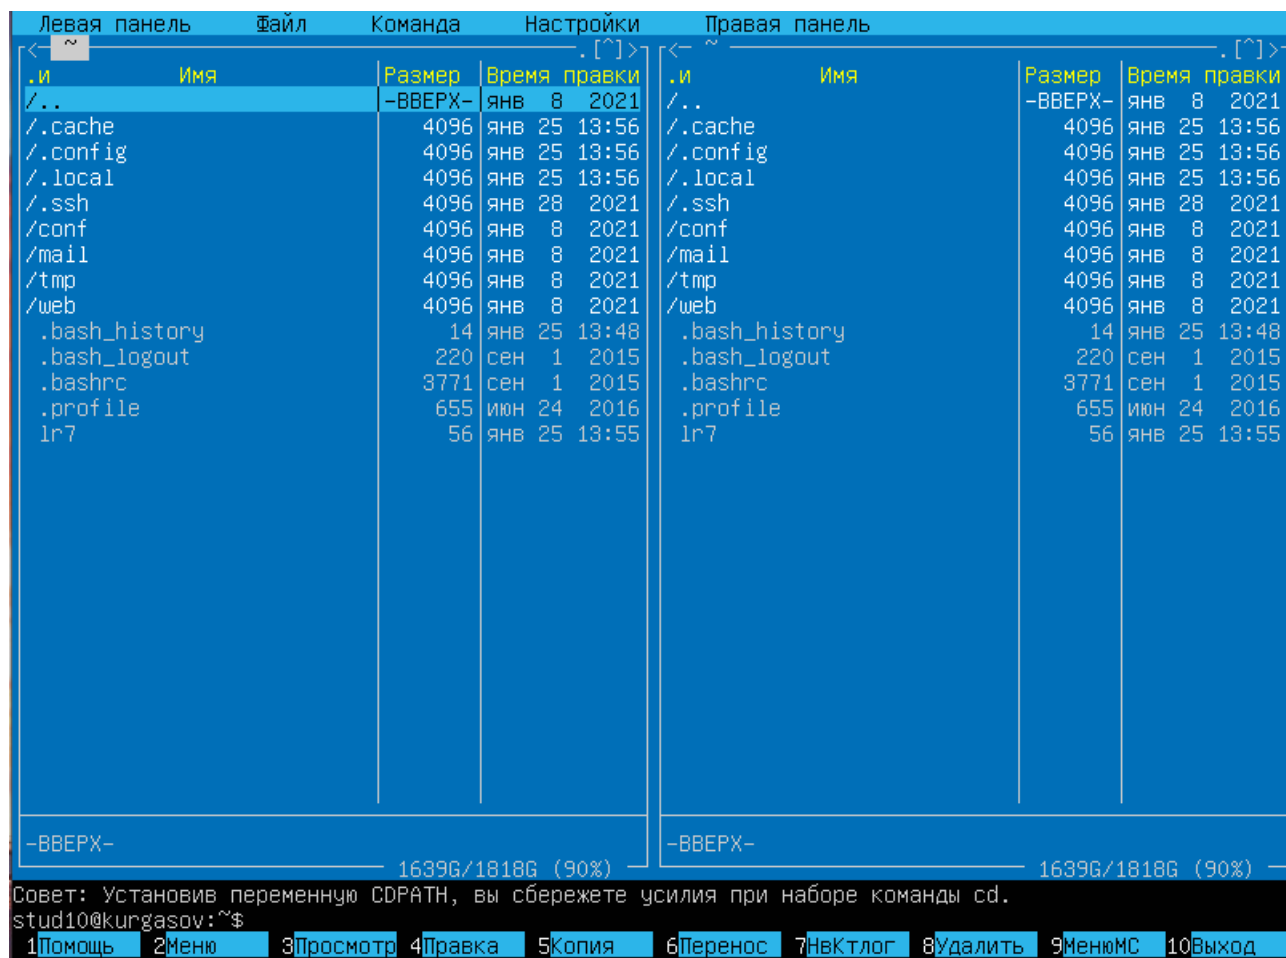 Левая панель Файл Команда Настройки Правая панель
<─ ~ ─.[^]> <─ ~ ─.[^]>
.и Имя Размер Время правки .и Имя Размер Время правки
/.. -ВВЕРХ- янв 8 2021 /.. -ВВЕРХ- янв 8 2021
/.cache 4096 янв 25 13:56 /.cache 4096 янв 25 13:56
/.config 4096 янв 25 13:56 /.config 4096 янв 25 13:56
/.local 4096 янв 25 13:56 /.local 4096 янв 25 13:56
/.ssh 4096 янв 28 2021 /.ssh 4096 янв 28 2021
/conf 4096 янв 8 2021 /conf 4096 янв 8 2021
/mail 4096 янв 8 2021 /mail 4096 янв 8 2021
/tmp 4096 янв 8 2021 /tmp 4096 янв 8 2021
/web 4096 янв 8 2021 /web 4096 янв 8 2021
.bash_history 14 янв 25 13:48 .bash_history 14 янв 25 13:48
.bash_logout 220 сен 1 2015 .bash_logout 220 сен 1 2015
.bashrc 3771 сен 1 2015 .bashrc 3771 сен 1 2015
.profile 655 июн 24 2016 .profile 655 июн 24 2016
lr7 56 янв 25 13:55 lr7 56 янв 25 13:55
-ВВЕРХ- -ВВЕРХ-
1639G/1818G (90%) 1639G/1818G (90%)
Совет: Установив переменную CDPATH, вы сбережете усилия при наборе команды cd.
stud10@kurgasov:~$
1Помощь 2Меню 3Просмотр 4Правка 5Копия 6Перенос 7НвКтлог 8Удалить 9МенюМС 10Выход